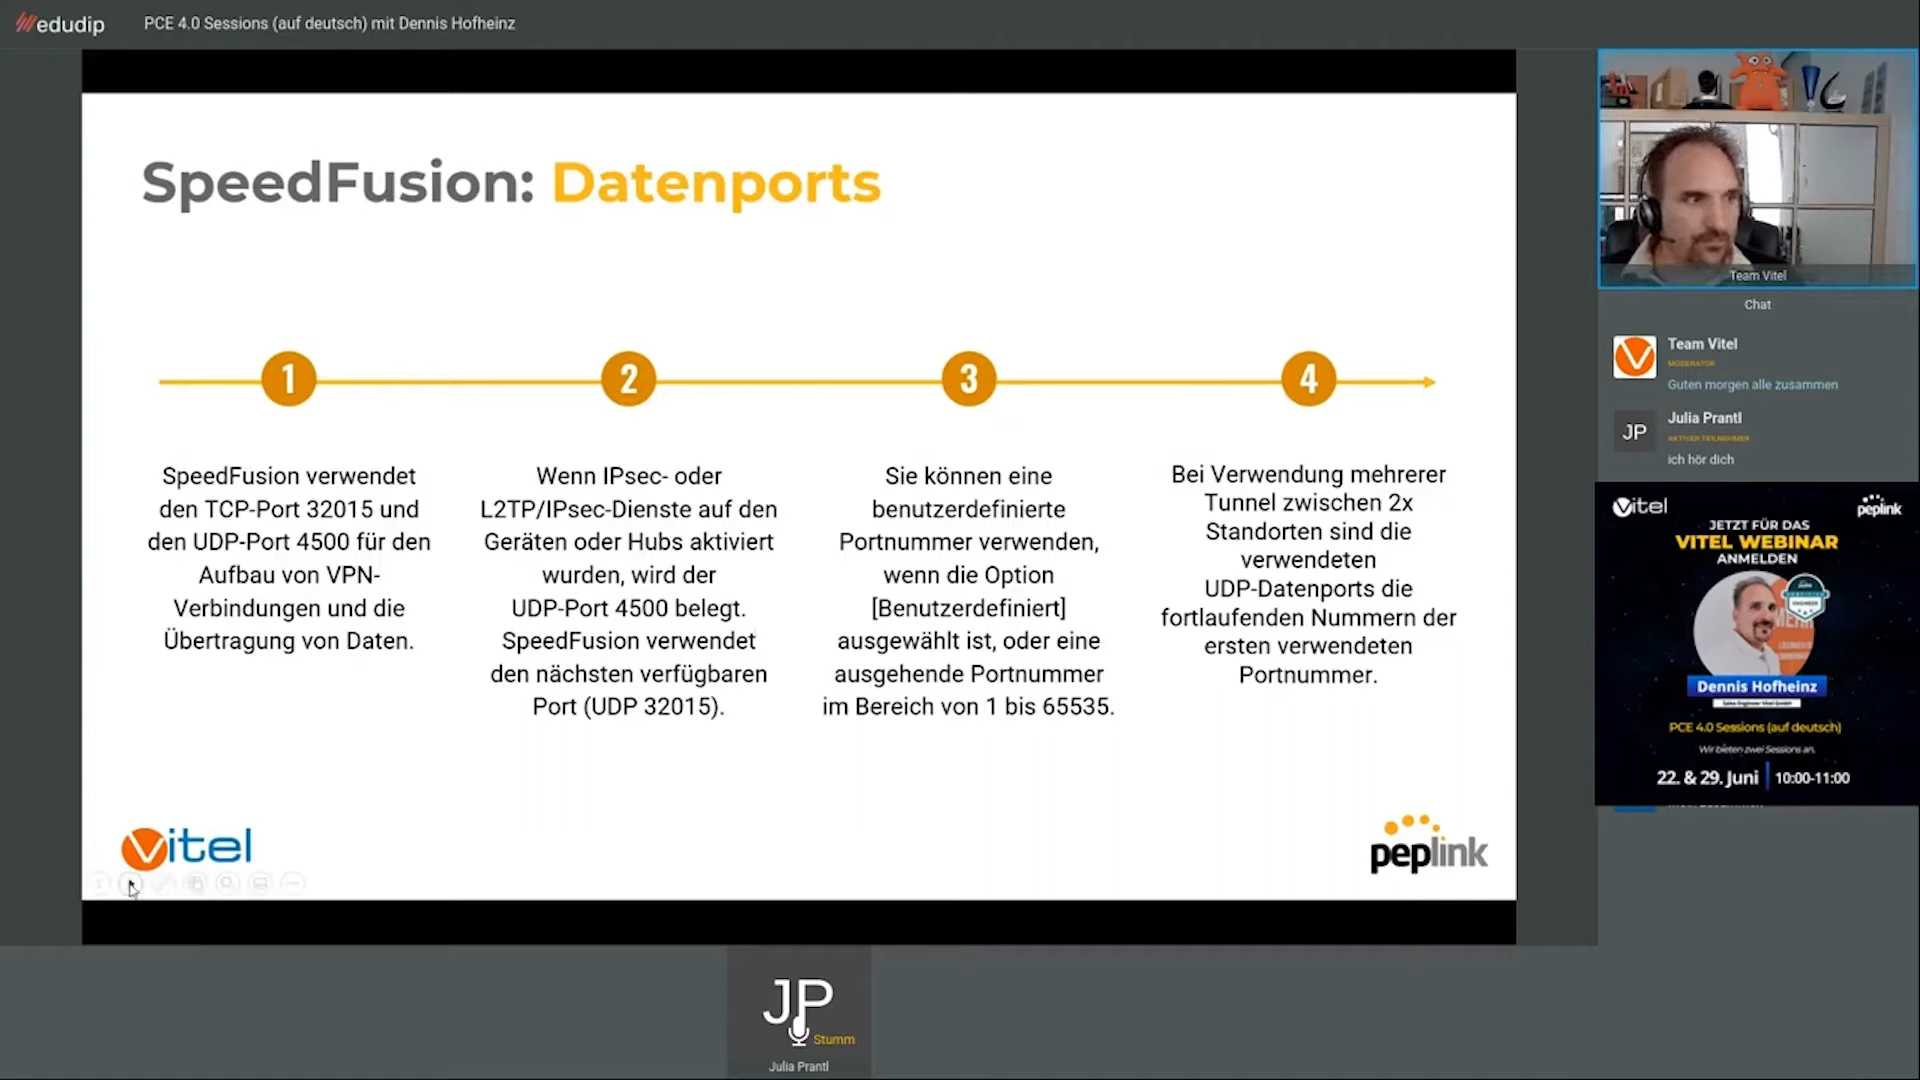 edudip
PCE 4.0 Sessions (auf deutsch) mit Dennis Hofheinz
SpeedFusion: Datenports
1
2
3
4
SpeedFusion verwendet
den TCP-Port 32015 und
den UDP-Port 4500 für den
Aufbau von VPN-
Verbindungen und die
Übertragung von Daten.
Wenn IPsec- oder
L2TP/IPsec-Dienste auf den
Geräten oder Hubs aktiviert
wurden, wird der
UDP-Port 4500 belegt.
SpeedFusion verwendet
den nächsten verfügbaren
Port (UDP 32015).
Sie können eine
benutzerdefinierte
Portnummer verwenden,
wenn die Option
[Benutzerdefiniert]
ausgewählt ist, oder eine
ausgehende Portnummer
im Bereich von 1 bis 65535.
Bei Verwendung mehrerer
Tunnel zwischen 2x
Standorten sind die
verwendeten
UDP-Datenports die
fortlaufenden Nummern der
ersten verwendeten
Portnummer.
vitel
peplink
Team Vitel
Chat
Team Vitel
MODERATOR
Guten morgen alle zusammen
JP
Julia Prantl
AKTIVER TEILNEHMER
ich hör dich
vitel
peplink
JETZT FÜR DAS
VITEL WEBINAR
ANMELDEN
ENGINEER
Dennis Hofheinz
Sales Engineer Vitel GmbH
PCE 4.0 Sessions (auf deutsch)
Wir bieten zwei Sessions an.
22. & 29. Juni
10:00-11:00
JP
Stumm
Julia Prantl